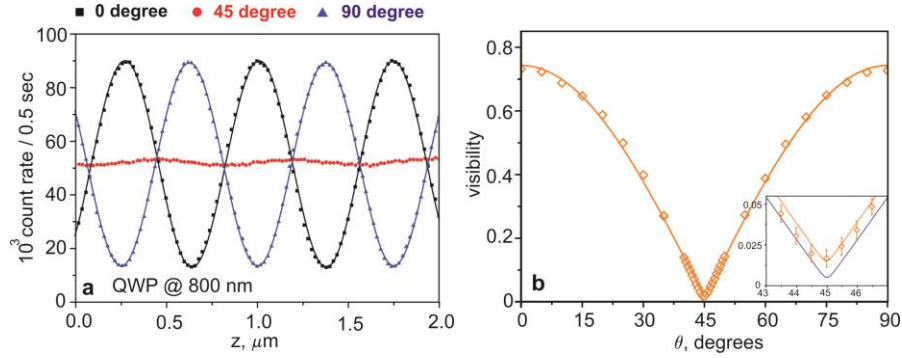 ■ 0 degree ● 45 degree ▲ 90 degree
100
80
60
40
20
0
10³ count rate / 0.5 sec
a QWP @ 800 nm
0.0 0.5 1.0 1.5 2.0
z, μm
0.8
0.6
0.4
0.2
0.0
visibility
b
0.05
0.025
0
43 44 45 46
0 15 30 45 60 75 90
θ, degrees